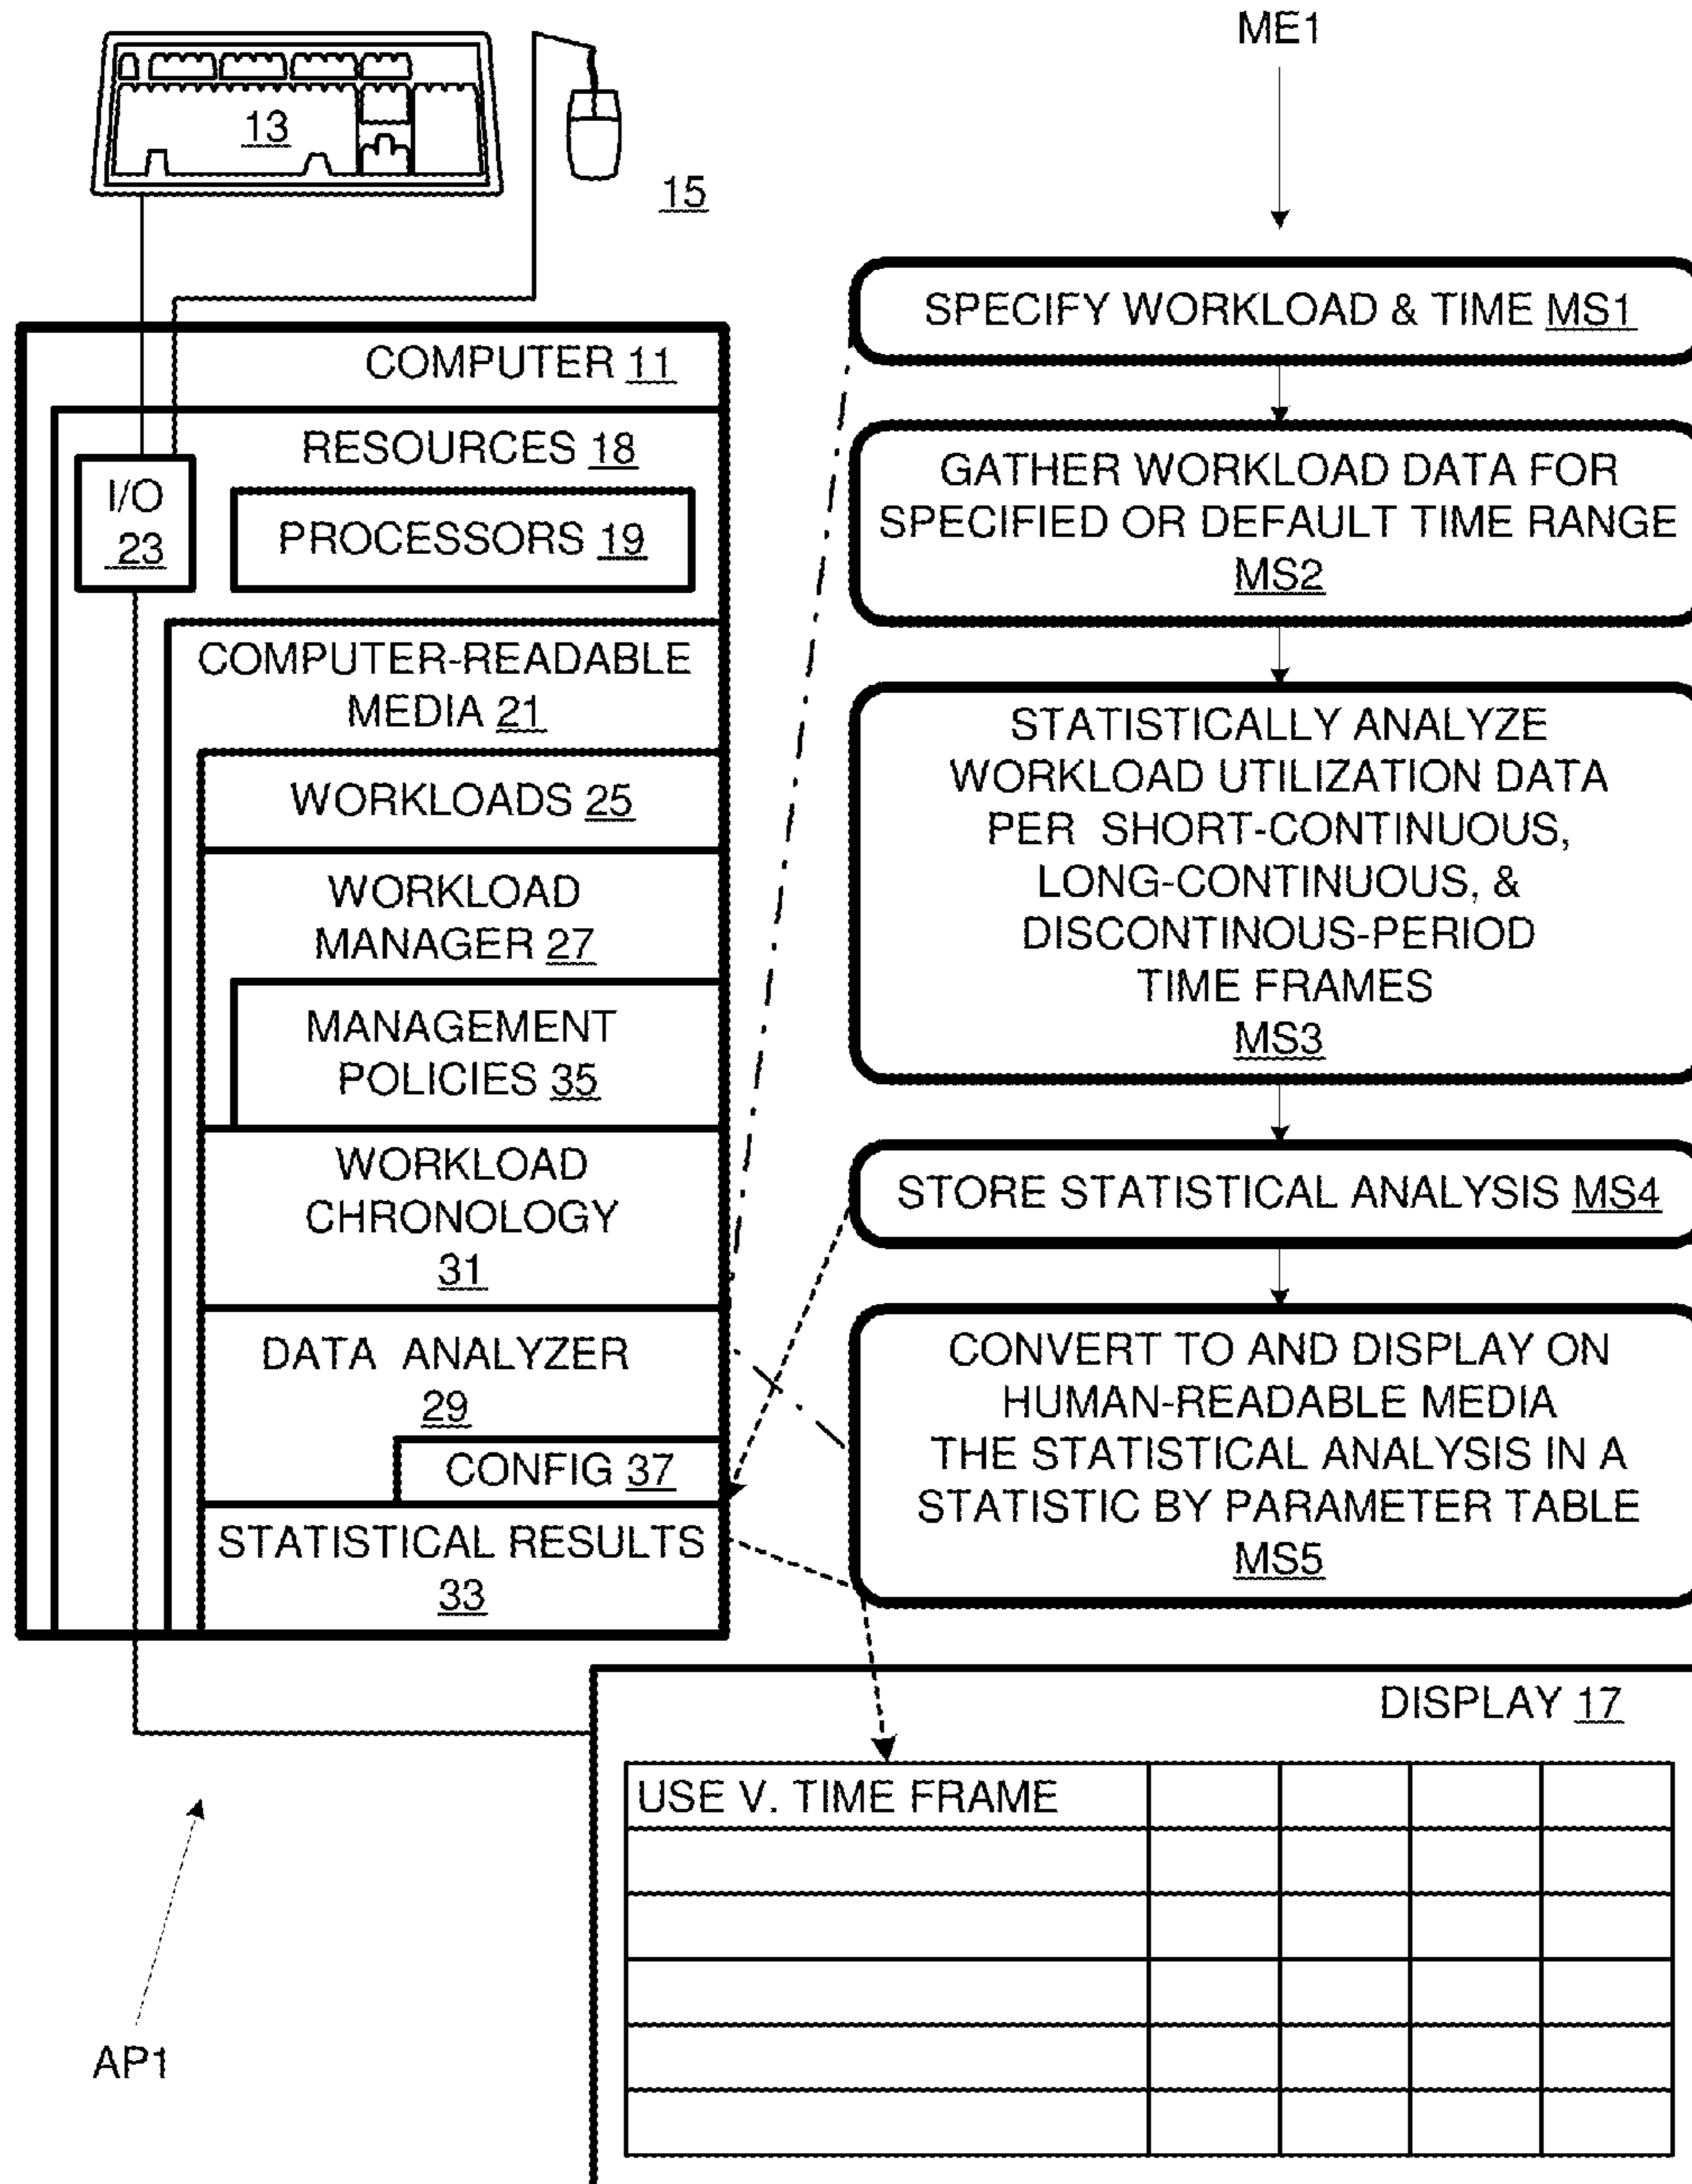 13
15
COMPUTER 11
RESOURCES 18
I/O
23
PROCESSORS 19
COMPUTER-READABLE
MEDIA 21
WORKLOADS 25
WORKLOAD
MANAGER 27
MANAGEMENT
POLICIES 35
WORKLOAD
CHRONOLOGY
31
DATA ANALYZER
29
CONFIG 37
STATISTICAL RESULTS
33
AP1
ME1
SPECIFY WORKLOAD & TIME MS1
GATHER WORKLOAD DATA FOR
SPECIFIED OR DEFAULT TIME RANGE
MS2
STATISTICALLY ANALYZE
WORKLOAD UTILIZATION DATA
PER SHORT-CONTINUOUS,
LONG-CONTINUOUS, &
DISCONTINOUS-PERIOD
TIME FRAMES
MS3
STORE STATISTICAL ANALYSIS MS4
CONVERT TO AND DISPLAY ON
HUMAN-READABLE MEDIA
THE STATISTICAL ANALYSIS IN A
STATISTIC BY PARAMETER TABLE
MS5
DISPLAY 17
USE V. TIME FRAME